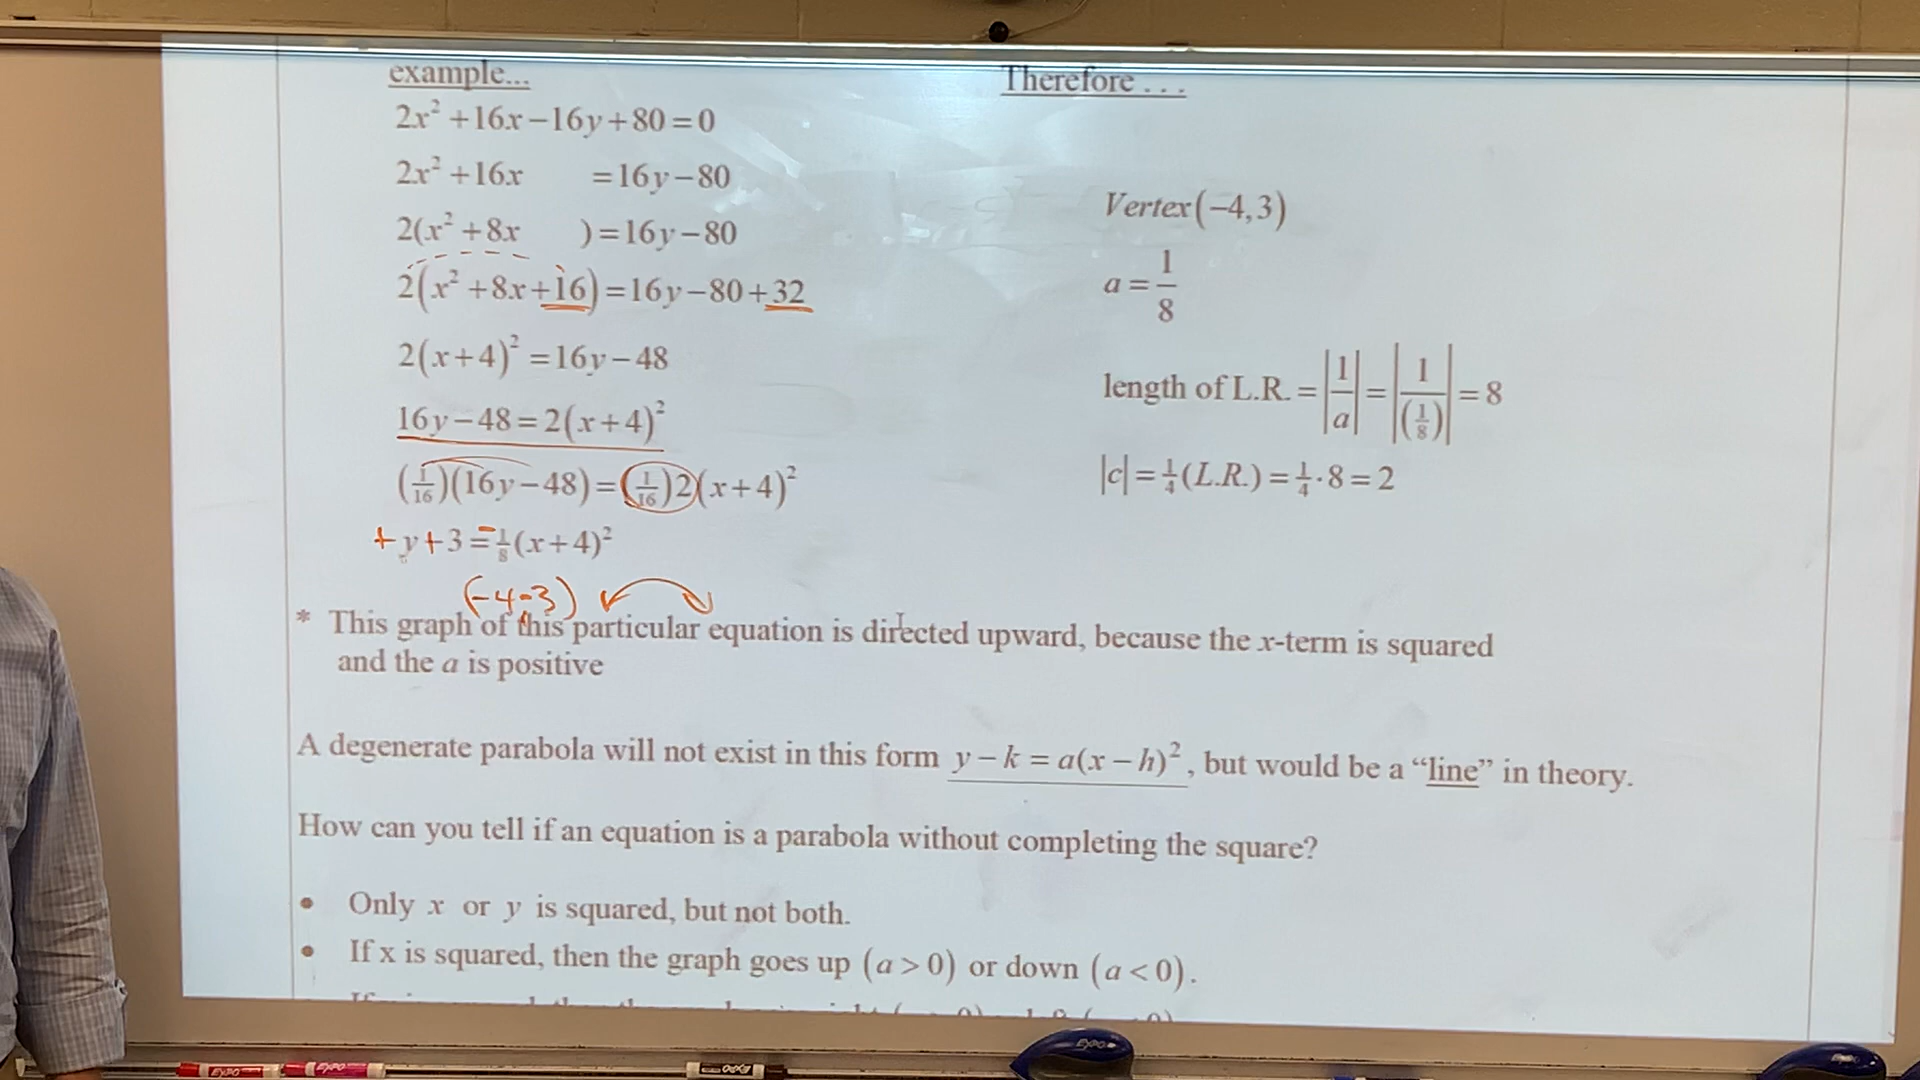 example...
2x² +16x−16y+80=0
2x² +16x =16y−80
2(x² +8x )=16y−80
2(x² +8x+16)=16y−80+32
2(x+4)² =16y−48
16y−48=2(x+4)²
(1/16)(16y−48)=(1/16)2(x+4)²
+y+3=-1/8(x+4)²
(-4,-3)
Therefore . . .
Vertex(−4,3)
a=1/8
length of L.R.=|1/a|=|1/(1/8)|=8
|c|=1/4(L.R.)=1/4·8=2
* This graph of this particular equation is directed upward, because the x-term is squared
and the a is positive
A degenerate parabola will not exist in this form y−k=a(x−h)², but would be a “line” in theory.
How can you tell if an equation is a parabola without completing the square?
• Only x or y is squared, but not both.
• If x is squared, then the graph goes up (a>0) or down (a<0).
EXPO
EXPO
EXPO
EXPO